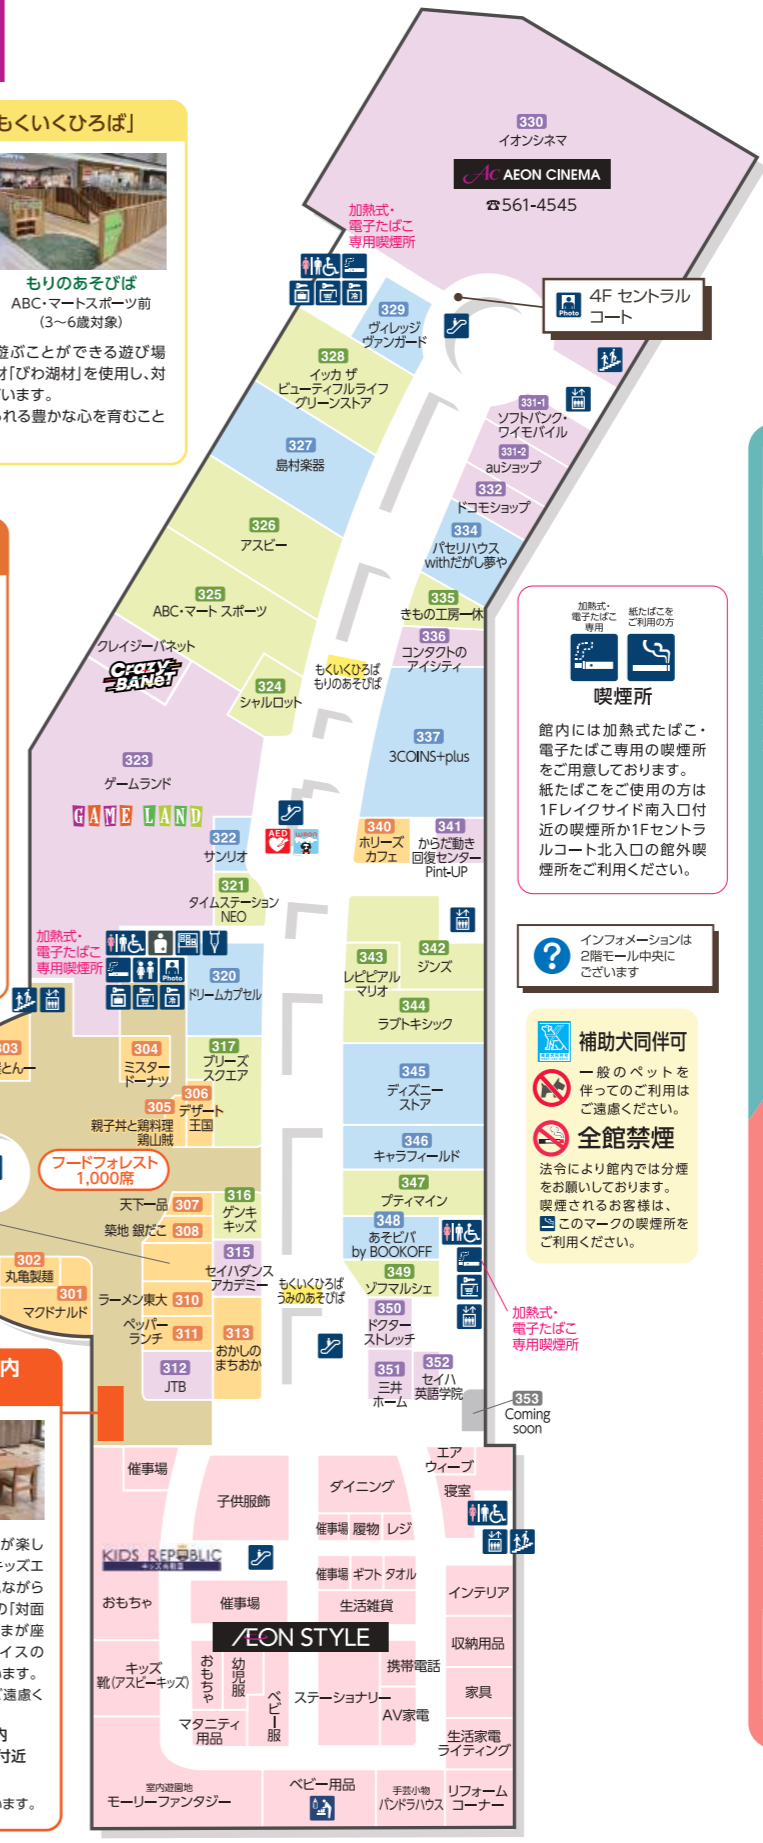 もくいくひろば」
もりのあそびば
ABC・マートスポーツ前
(3〜6歳対象)
遊ぶことができる遊び場
材「びわ湖材」を使用し、対
います。
られる豊かな心を育むこと
330
イオンシネマ
AC AEON CINEMA
☎561-4545
加熱式・
電子たばこ
専用喫煙所
Photo
4F セントラル
コート
329
ヴィレッジ
ヴァンガード
328
イッカ ザ
ビューティフルライフ
グリーンストア
327
島村楽器
326
アスビー
325
ABC・マート スポーツ
クレイジーバネット
CRAZY-BANeT
324
シャルロット
323
ゲームランド
GAME LAND
331-1
ソフトバンク・
ワイモバイル
331-2
auショップ
332
ドコモショップ
334
パセリハウス
withだがし夢や
335
きもの工房一休
336
コンタクトの
アイシティ
337
3COINS+plus
もくいくひろば
もりのあそびば
加熱式・
電子たばこ
専用
紙たばこを
ご利用の方
喫煙所
館内には加熱式たばこ・
電子たばこ専用の喫煙所
をご用意しております。
紙たばこをご使用の方は
1Fレイクサイド南入口付
近の喫煙所か1Fセントラ
ルコート北入口の館外喫
煙所をご利用ください。
AED
waon
322
サンリオ
321
タイムステーション
NEO
340
ホリーズ
カフェ
341
からだ動き
回復センター
Pint-UP
加熱式・
電子たばこ
専用喫煙所
Photo
320
ドリームカプセル
342
ジンズ
343
レピピアル
マリオ
344
ラブトキシック
345
ディズニー
ストア
346
キャラフィールド
347
プティマイン
348
あそビバ
by BOOKOFF
349
ゾフマルシェ
350
ドクター
ストレッチ
351
三井
ホーム
352
セイハ
英語学院
353
Coming
soon
加熱式・
電子たばこ
専用喫煙所
? インフォメーションは
2階モール中央に
ございます
補助犬同伴可
一般のペットを
伴ってのご利用は
ご遠慮ください。
全館禁煙
法令により館内では分煙
をお願いしております。
喫煙されるお客様は、
このマークの喫煙所を
ご利用ください。
303
とん一
304
ミスター
ドーナツ
317
ブリーズ
スクエア
305
親子丼と鶏料理
鶏山賊
306
デザート
王国
フードフォレスト
1,000席
天下一品 307
築地 銀だこ 308
316
ゲンキ
キッズ
315
セイハダンス
アカデミー
302
丸亀製麺
301
マクドナルド
ラーメン東大 310
ペッパー
ランチ 311
312
JTB
313
おかしの
まちおか
もくいくひろば
うみのあそびば
内
が楽し
キッズエ
ながら
の「対面
まが座
イスの
います。
ご遠慮く
内
付近
います。
催事場
子供服飾
ダイニング
エア
ウィーブ
寝室
催事場 履物 レジ
KIDS REPUBLIC
キッズ共和国
催事場 ギフト タオル
おもちゃ
催事場
生活雑貨
インテリア
ÆON STYLE
収納用品
キッズ
靴(アスビーキッズ)
おもちゃ
幼児服
ベビー服
ステーショナリー
携帯電話
AV家電
家具
マタニティ
用品
生活家電
ライティング
室内遊園地
モーリーファンタジー
ベビー用品
手芸小物
パンドラハウス
リフォーム
コーナー